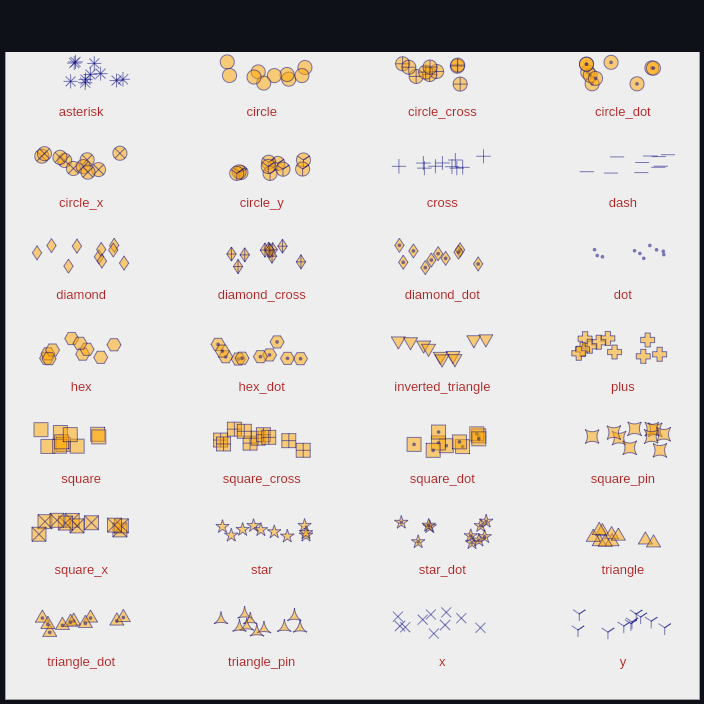 asterisk circle circle_cross circle_dot
circle_x circle_y cross dash
diamond diamond_cross diamond_dot dot
hex hex_dot inverted_triangle plus
square square_cross square_dot square_pin
square_x star star_dot triangle
triangle_dot triangle_pin x y